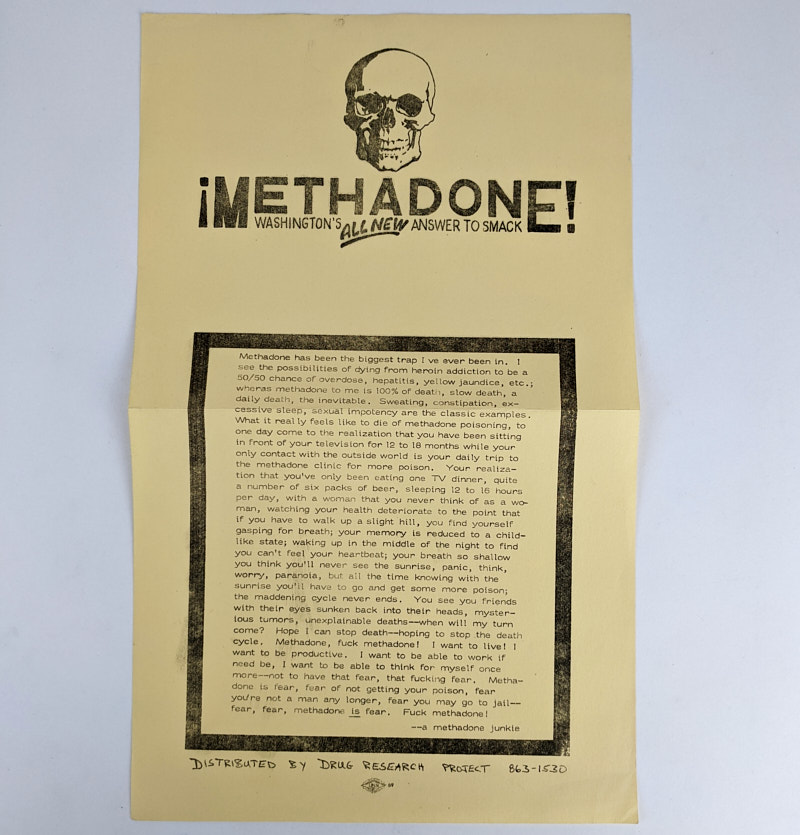 ¡METHADONE!
WASHINGTON'S ALL NEW ANSWER TO SMACK
Methadone has been the biggest trap I ve ever been in. I
see the possibilities of dying from heroin addiction to be a
50/50 chance of overdose, hepatitis, yellow jaundice, etc.;
wheras methadone to me is 100% of death, slow death, a
daily death, the inevitable. Sweating, constipation, ex-
cessive sleep, sexual impotency are the classic examples.
What it really feels like to die of methadone poisoning, to
one day come to the realization that you have been sitting
in front of your television for 12 to 18 months while your
only contact with the outside world is your daily trip to
the methadone clinic for more poison. Your realiza-
tion that you've only been eating one TV dinner, quite
a number of six packs of beer, sleeping 12 to 16 hours
per day, with a woman that you never think of as a wo-
man, watching your health deteriorate to the point that
if you have to walk up a slight hill, you find yourself
gasping for breath; your memory is reduced to a child-
like state; waking up in the middle of the night to find
you can't feel your heartbeat; your breath so shallow
you think you'll never see the sunrise, panic, think,
worry, paranoia, but all the time knowing with the
sunrise you'll have to go and get some more poison;
the maddening cycle never ends. You see you friends
with their eyes sunken back into their heads, myster-
ious tumors, unexplainable deaths--when will my turn
come? Hope I can stop death--hoping to stop the death
cycle. Methadone, fuck methadone! I want to live! I
want to be productive. I want to be able to work if
need be, I want to be able to think for myself once
more--not to have that fear, that fucking fear. Metha-
done is fear, fear of not getting your poison, fear
you're not a man any longer, fear you may go to jail--
fear, fear, methadone is fear. Fuck methadone!
--a methadone junkie
DISTRIBUTED BY DRUG RESEARCH PROJECT 863-1530